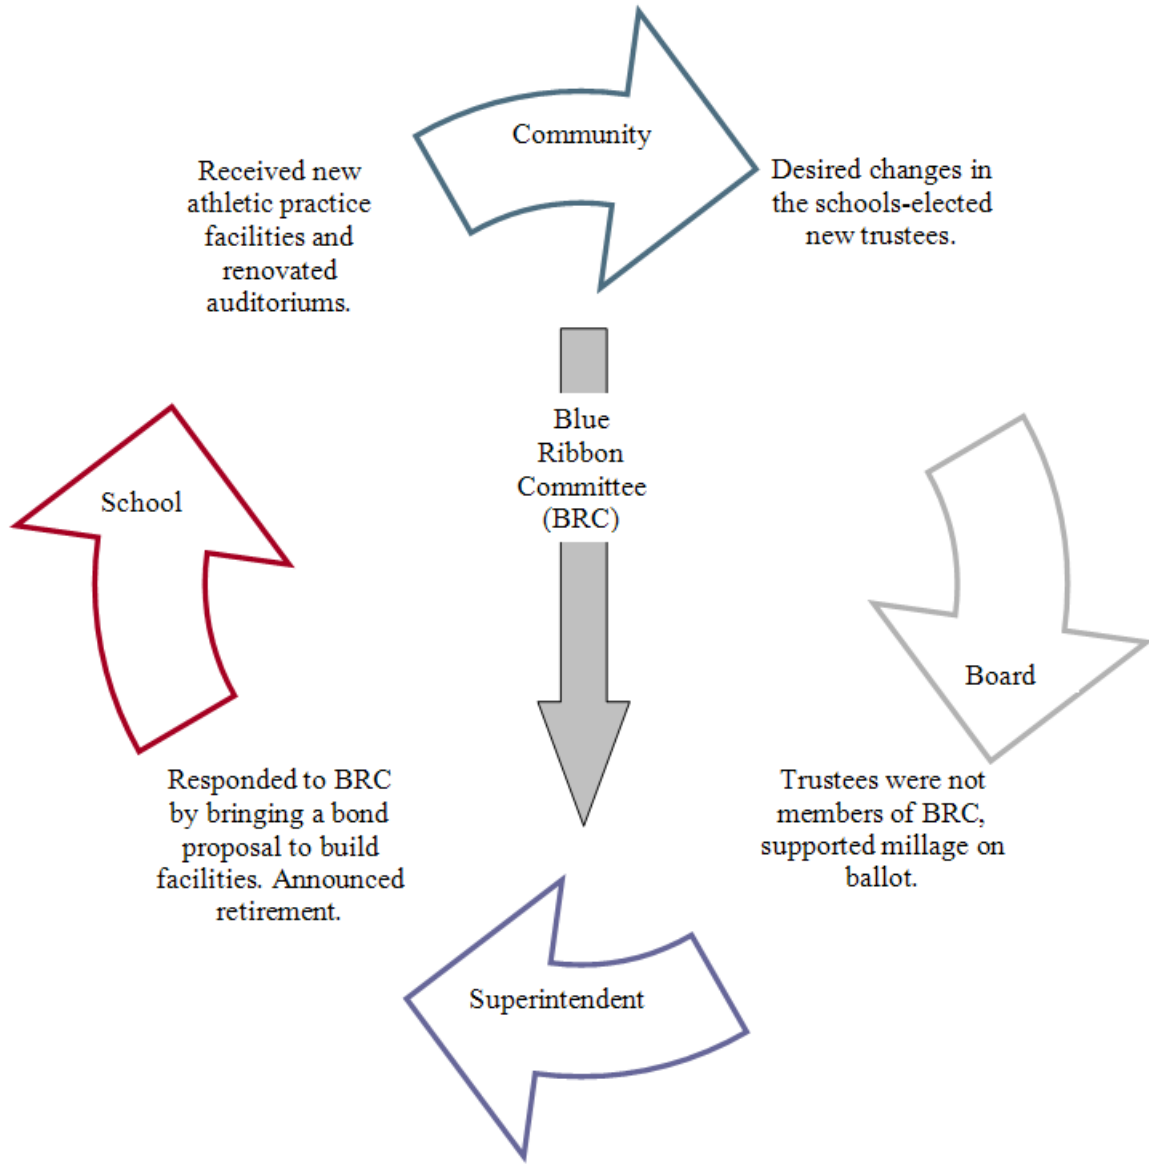 Community
Received new
athletic practice
facilities and
renovated
auditoriums.
Desired changes in
the schools-elected
new trustees.
Blue
Ribbon
Committee
(BRC)
School
Board
Responded to BRC
by bringing a bond
proposal to build
facilities. Announced
retirement.
Trustees were not
members of BRC,
supported millage on
ballot.
Superintendent